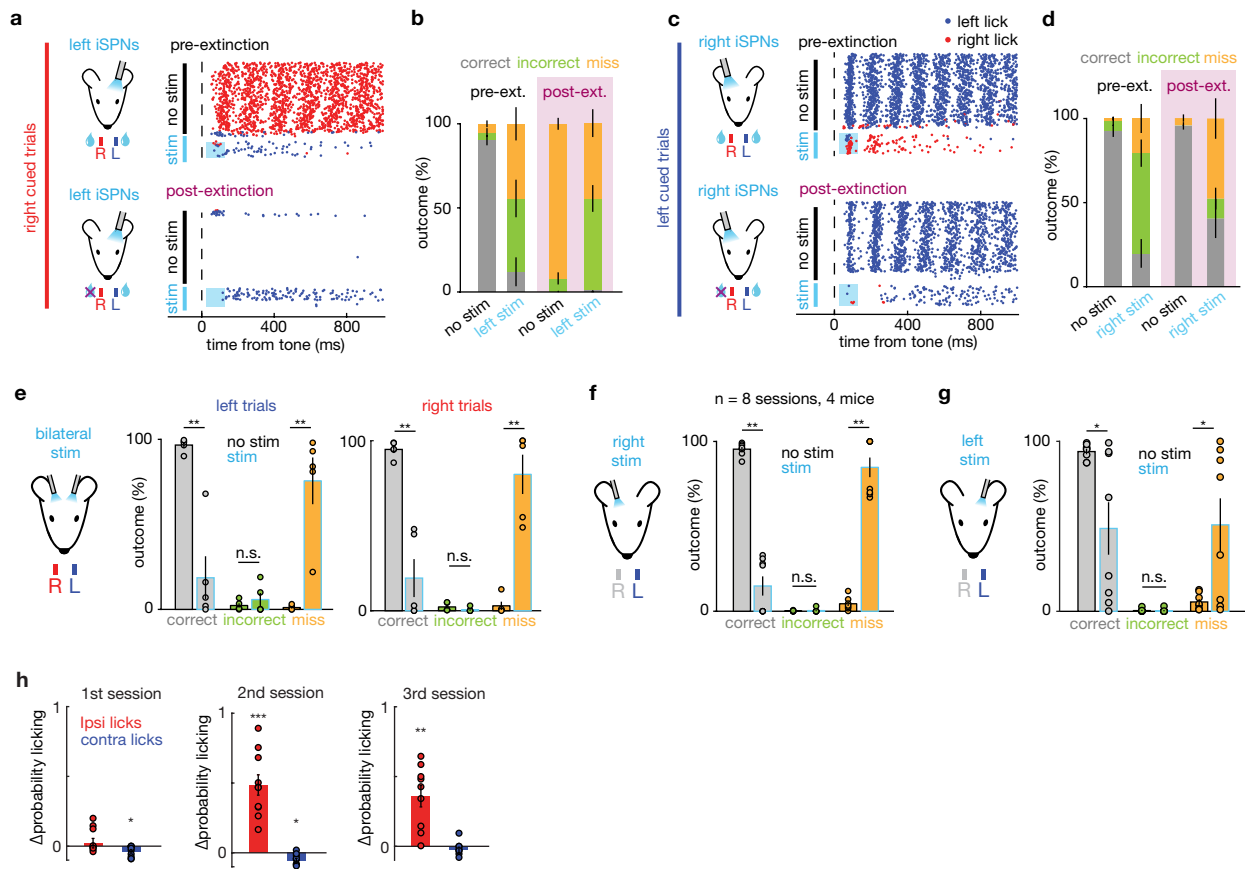 a
right cued trials
left iSPNs
R L
left iSPNs
R L
pre-extinction
no stim
stim
post-extinction
no stim
stim
0 400 800
time from tone (ms)
b
correct incorrect miss
pre-ext. post-ext.
100
50
0
outcome (%)
no stim left stim no stim left stim
c
left cued trials
right iSPNs
R L
right iSPNs
R L
left lick
right lick
pre-extinction
no stim
stim
post-extinction
no stim
stim
0 400 800
time from tone (ms)
d
correct incorrect miss
pre-ext. post-ext.
100
50
0
outcome (%)
no stim right stim no stim right stim
e
bilateral
stim
R L
left trials
** **
100
no stim
stim
n.s.
0
outcome (%)
correct incorrect miss
right trials
** **
100
n.s.
0
correct incorrect miss
f
right
stim
R L
n = 8 sessions, 4 mice
** **
100
no stim
stim
n.s.
0
outcome (%)
correct incorrect miss
g
left
stim
R L
* *
100
no stim
stim
n.s.
0
outcome (%)
correct incorrect miss
h
1st session
1
Ipsi licks
contra licks
*
0
Δprobability licking
2nd session
1
***
*
0
Δprobability licking
3rd session
1
**
0
Δprobability licking